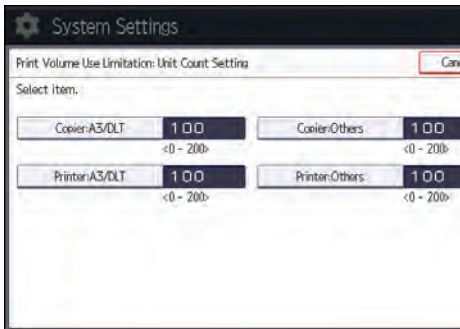 System Settings
Print Volume Use Limitation: Unit Count Setting
Canc
Select item.
Copier:A3/DLT 100 Copier:Others 100
<0 - 200> <0 - 200>
Printer:A3/DLT 100 Printer:Others 100
<0 - 200> <0 - 200>